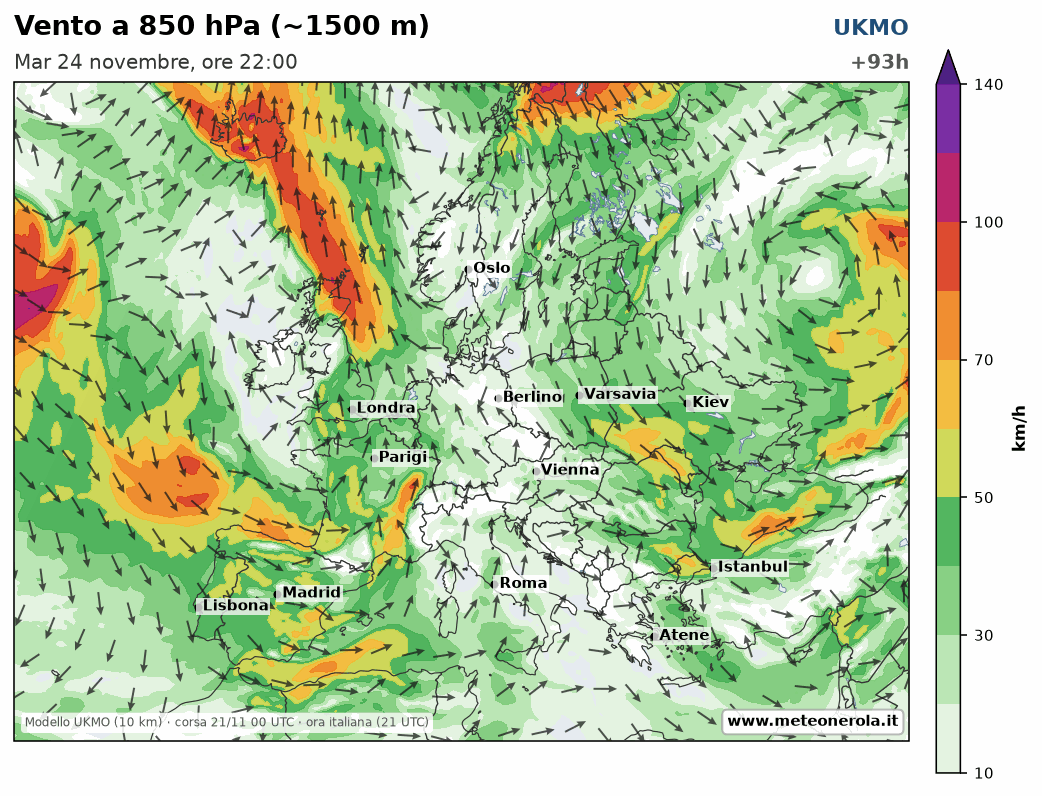 Vento a 850 hPa (~1500 m)
UKMO
Mar 24 novembre, ore 22:00
+93h
140
100
70
50
30
10
km/h
Oslo
Berlino
Varsavia
Kiev
Londra
Parigi
Vienna
Istanbul
Roma
Madrid
Lisbona
Atene
Modello UKMO (10 km) · corsa 21/11 00 UTC · ora italiana (21 UTC)
www.meteonerola.it